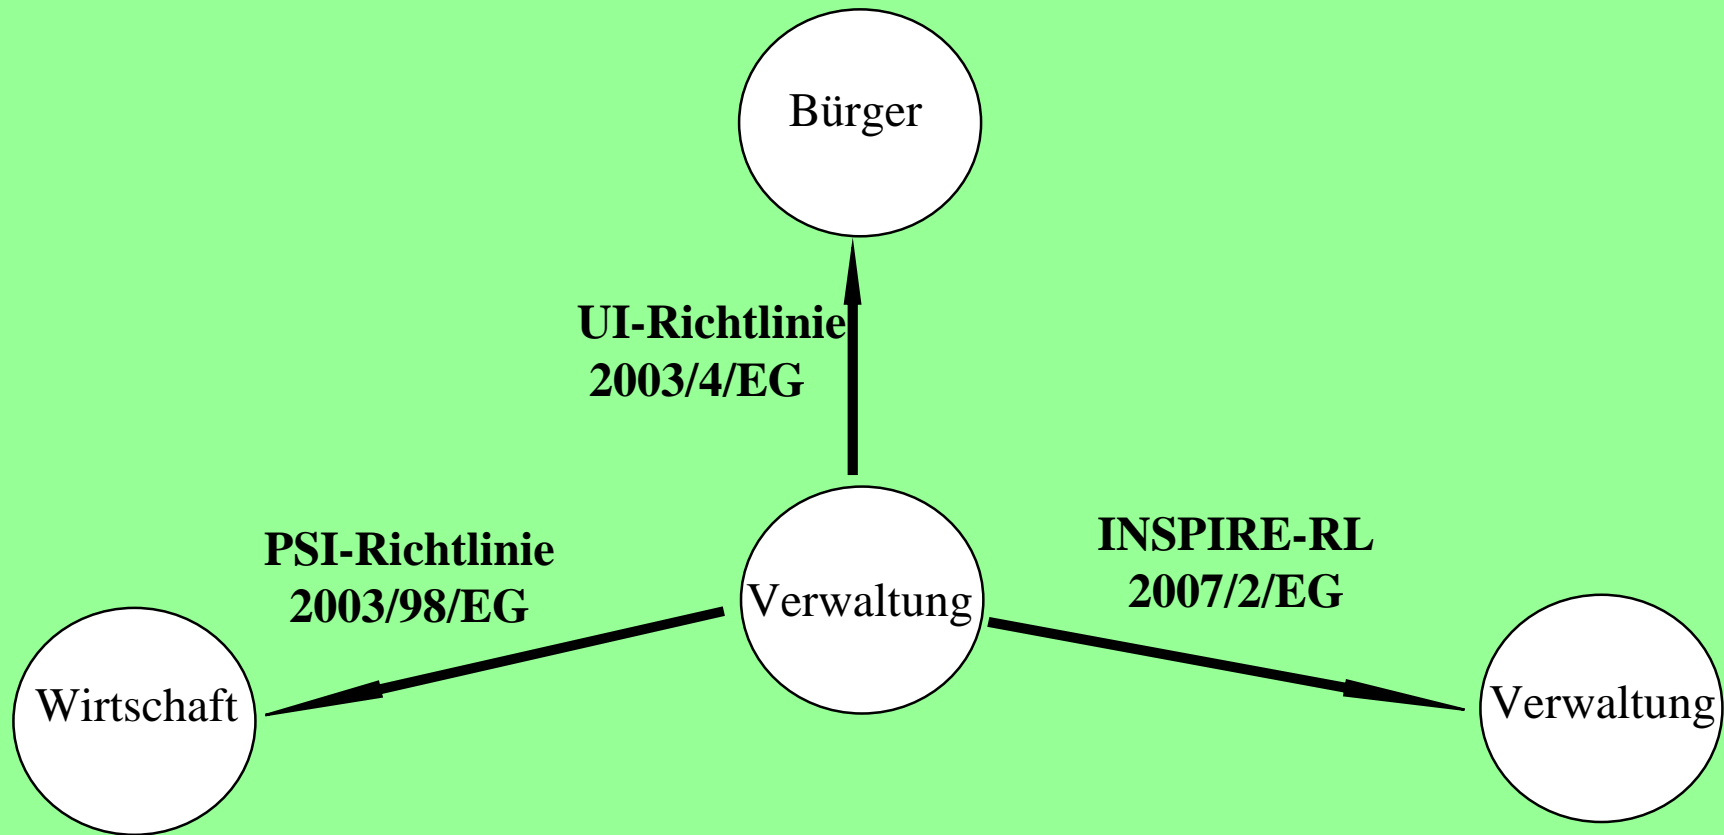 Bürger
UI-Richtlinie
2003/4/EG
PSI-Richtlinie
2003/98/EG
Verwaltung
INSPIRE-RL
2007/2/EG
Wirtschaft
Verwaltung